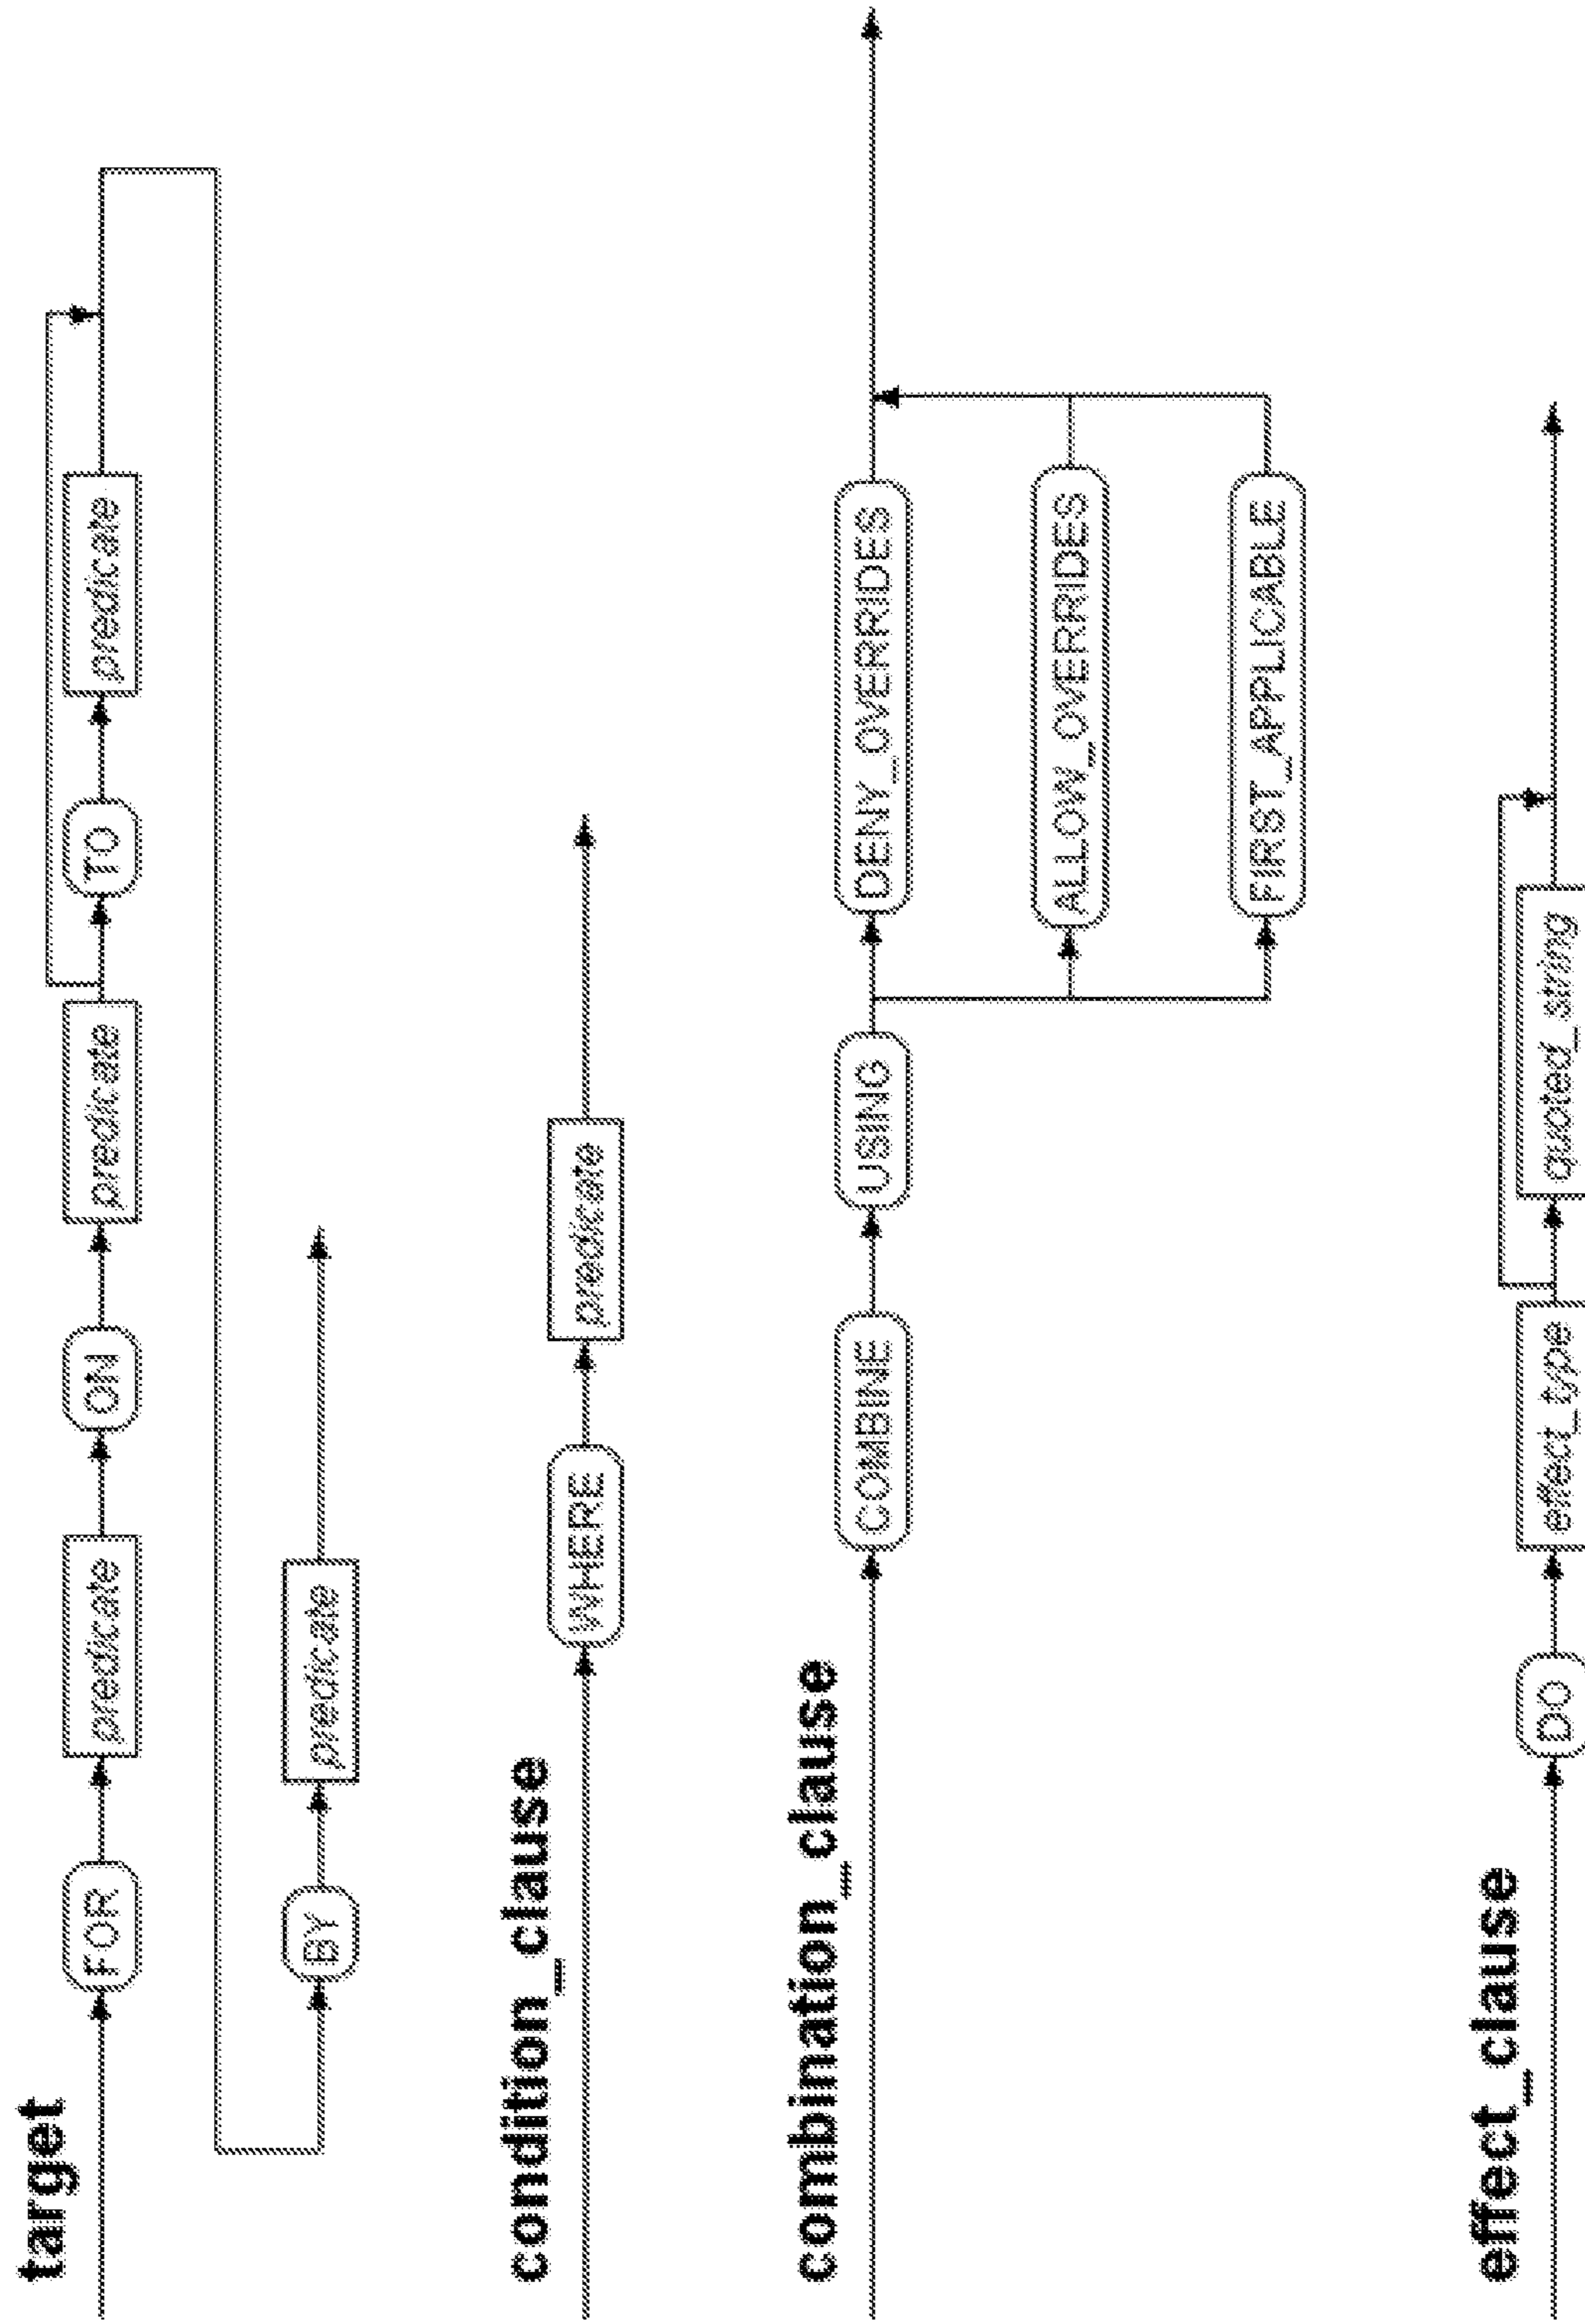 target
FOR predicate ON predicate TO predicate
BY predicate
condition_clause
WHERE predicate
combination_clause
COMBINE USING DENY_OVERRIDES
ALLOW_OVERRIDES
FIRST_APPLICABLE
effect_clause
DO effect_type quoted_string